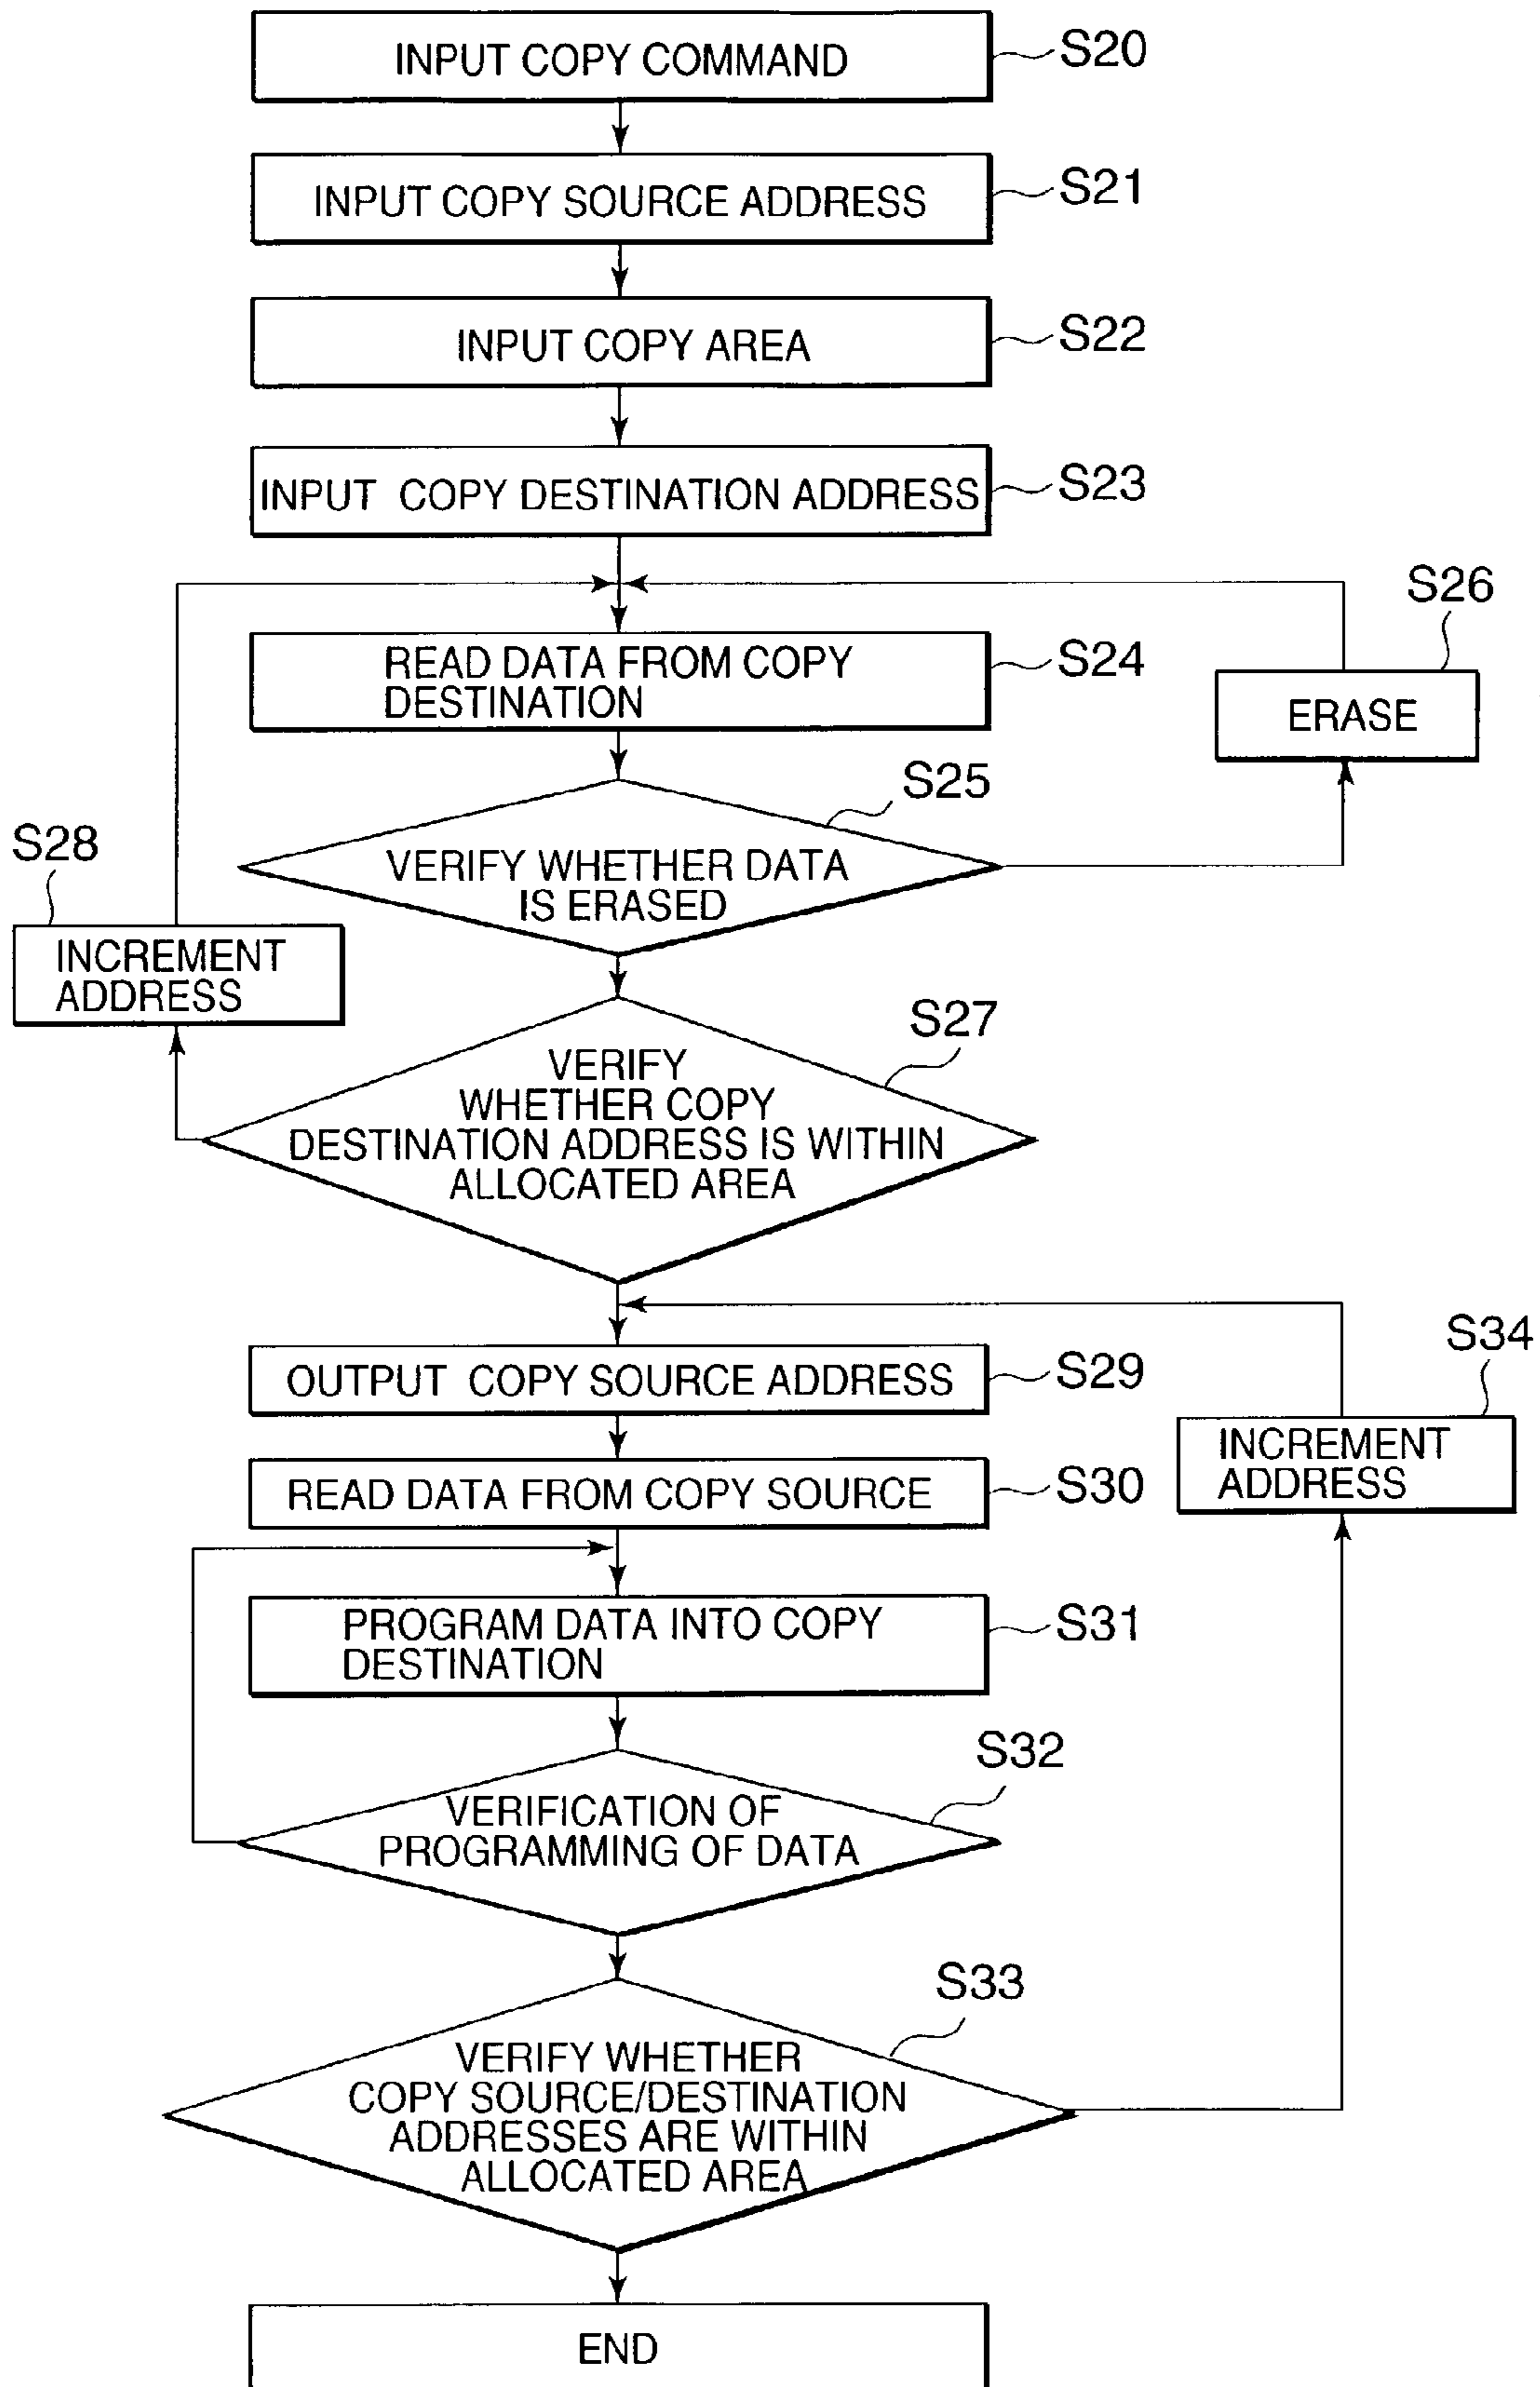 INPUT COPY COMMAND
S20
INPUT COPY SOURCE ADDRESS
S21
INPUT COPY AREA
S22
INPUT COPY DESTINATION ADDRESS
S23
READ DATA FROM COPY
DESTINATION
S24
S26
ERASE
S25
VERIFY WHETHER DATA
IS ERASED
S28
INCREMENT
ADDRESS
S27
VERIFY
WHETHER COPY
DESTINATION ADDRESS IS WITHIN
ALLOCATED AREA
OUTPUT COPY SOURCE ADDRESS
S29
S34
INCREMENT
ADDRESS
READ DATA FROM COPY SOURCE
S30
PROGRAM DATA INTO COPY
DESTINATION
S31
S32
VERIFICATION OF
PROGRAMMING OF DATA
S33
VERIFY WHETHER
COPY SOURCE/DESTINATION
ADDRESSES ARE WITHIN
ALLOCATED AREA
END